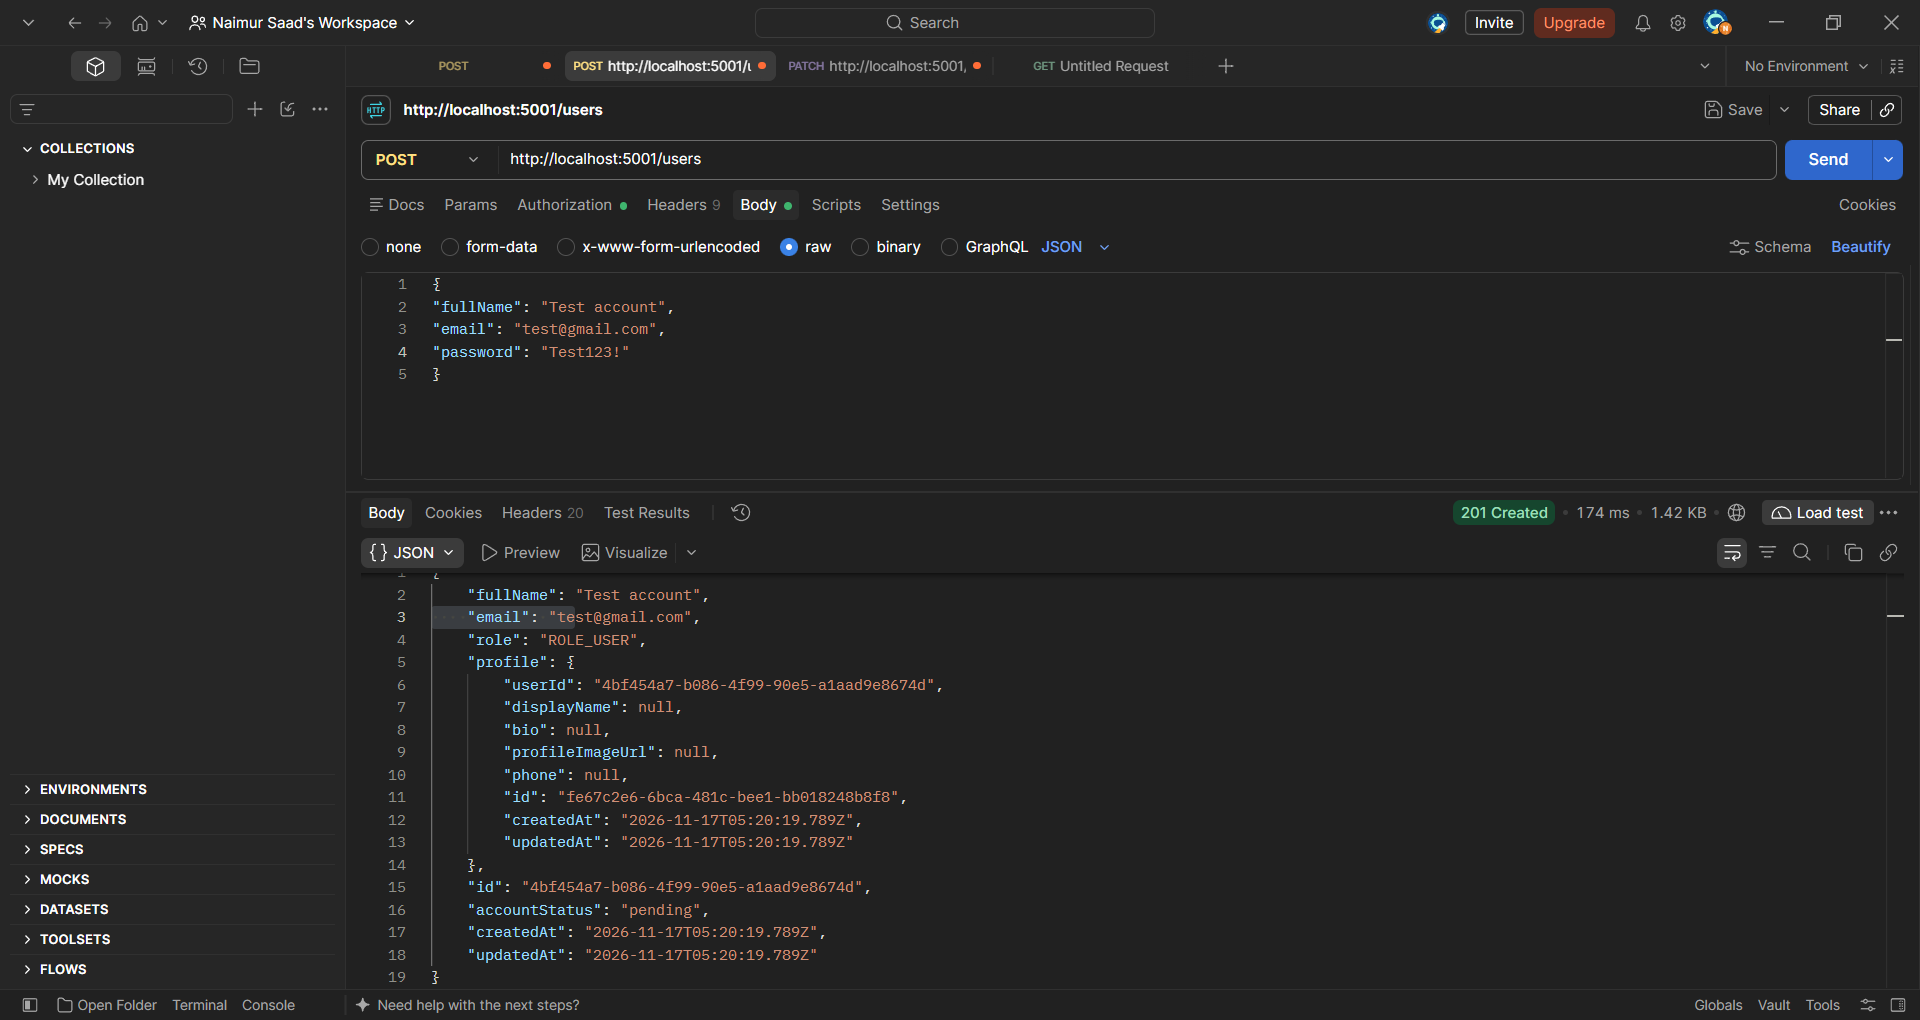 Naimur Saad's Workspace
Search
Invite
Upgrade
POST
POST http://localhost:5001/u
PATCH http://localhost:5001,
GET Untitled Request
No Environment
HTTP http://localhost:5001/users
Save
Share
COLLECTIONS
My Collection
POST http://localhost:5001/users
Send
Docs Params Authorization Headers 9 Body Scripts Settings Cookies
none form-data x-www-form-urlencoded raw binary GraphQL JSON Schema Beautify
1 {
2 "fullName": "Test account",
3 "email": "test@gmail.com",
4 "password": "Test123!"
5 }
Body Cookies Headers 20 Test Results 201 Created • 174 ms • 1.42 KB • Load test
{} JSON Preview Visualize
1 {
2 "fullName": "Test account",
3 "email": "test@gmail.com",
4 "role": "ROLE_USER",
5 "profile": {
6 "userId": "4bf454a7-b086-4f99-90e5-a1aad9e8674d",
7 "displayName": null,
8 "bio": null,
9 "profileImageUrl": null,
10 "phone": null,
11 "id": "fe67c2e6-6bca-481c-bee1-bb018248b8f8",
12 "createdAt": "2026-11-17T05:20:19.789Z",
13 "updatedAt": "2026-11-17T05:20:19.789Z"
14 },
15 "id": "4bf454a7-b086-4f99-90e5-a1aad9e8674d",
16 "accountStatus": "pending",
17 "createdAt": "2026-11-17T05:20:19.789Z",
18 "updatedAt": "2026-11-17T05:20:19.789Z"
19 }
ENVIRONMENTS
DOCUMENTS
SPECS
MOCKS
DATASETS
TOOLSETS
FLOWS
Open Folder Terminal Console Need help with the next steps? Globals Vault Tools